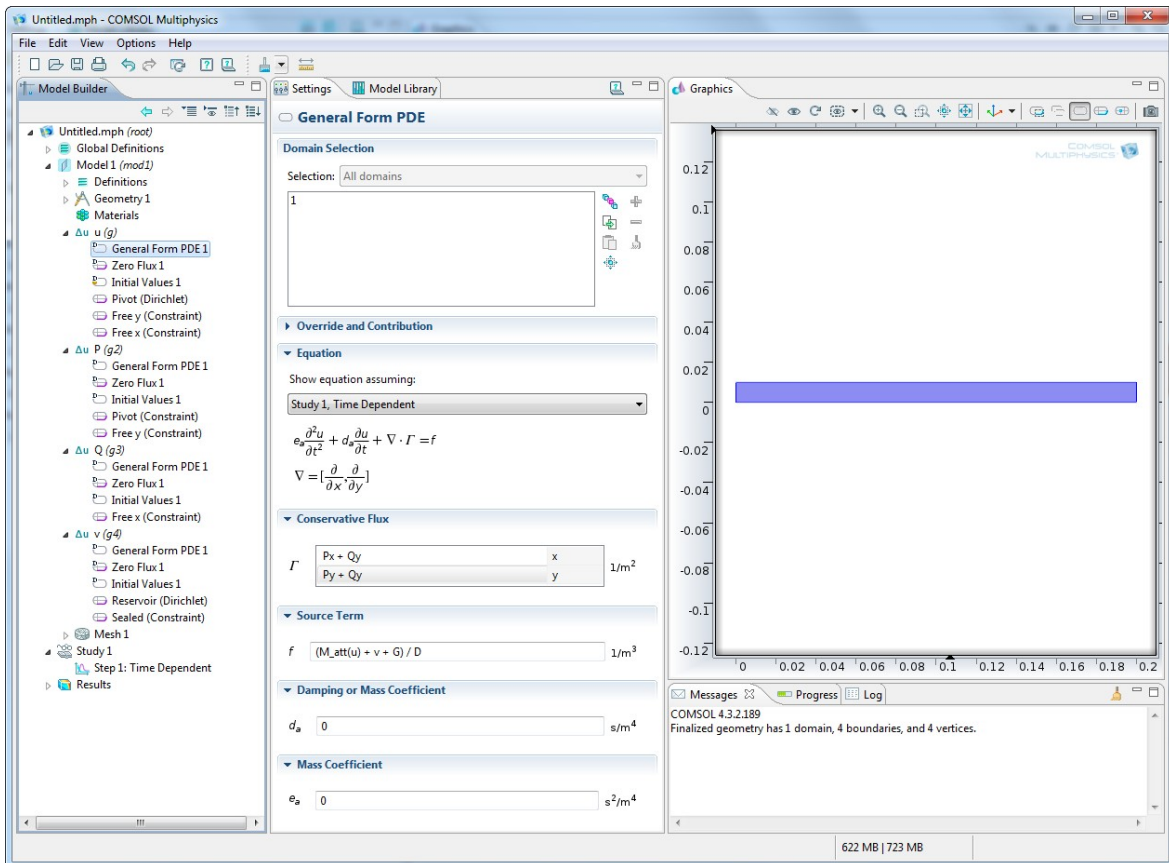 Untitled.mph - COMSOL Multiphysics
File Edit View Options Help
Model Builder
Untitled.mph (root)
Global Definitions
Model 1 (mod1)
Definitions
Geometry 1
Materials
Δu u (g)
General Form PDE 1
Zero Flux 1
Initial Values 1
Pivot (Dirichlet)
Free y (Constraint)
Free x (Constraint)
Δu P (g2)
General Form PDE 1
Zero Flux 1
Initial Values 1
Pivot (Constraint)
Free y (Constraint)
Δu Q (g3)
General Form PDE 1
Zero Flux 1
Initial Values 1
Free x (Constraint)
Δu v (g4)
General Form PDE 1
Zero Flux 1
Initial Values 1
Reservoir (Dirichlet)
Sealed (Constraint)
Mesh 1
Study 1
Step 1: Time Dependent
Results
Settings Model Library
General Form PDE
Domain Selection
Selection: All domains
1
Override and Contribution
Equation
Show equation assuming:
Study 1, Time Dependent
eₐ ∂²u/∂t² + dₐ ∂u/∂t + ∇ · Γ = f
∇ = [∂/∂x, ∂/∂y]
Conservative Flux
Γ
Px + Qy x
Py + Qy y
1/m²
Source Term
f (M_att(u) + v + G) / D 1/m³
Damping or Mass Coefficient
dₐ 0 s/m⁴
Mass Coefficient
eₐ 0 s²/m⁴
Graphics
COMSOL
MULTIPHYSICS
0.12
0.1
0.08
0.06
0.04
0.02
0
-0.02
-0.04
-0.06
-0.08
-0.1
-0.12
0 0.02 0.04 0.06 0.08 0.1 0.12 0.14 0.16 0.18 0.2
Messages Progress Log
COMSOL 4.3.2.189
Finalized geometry has 1 domain, 4 boundaries, and 4 vertices.
622 MB | 723 MB